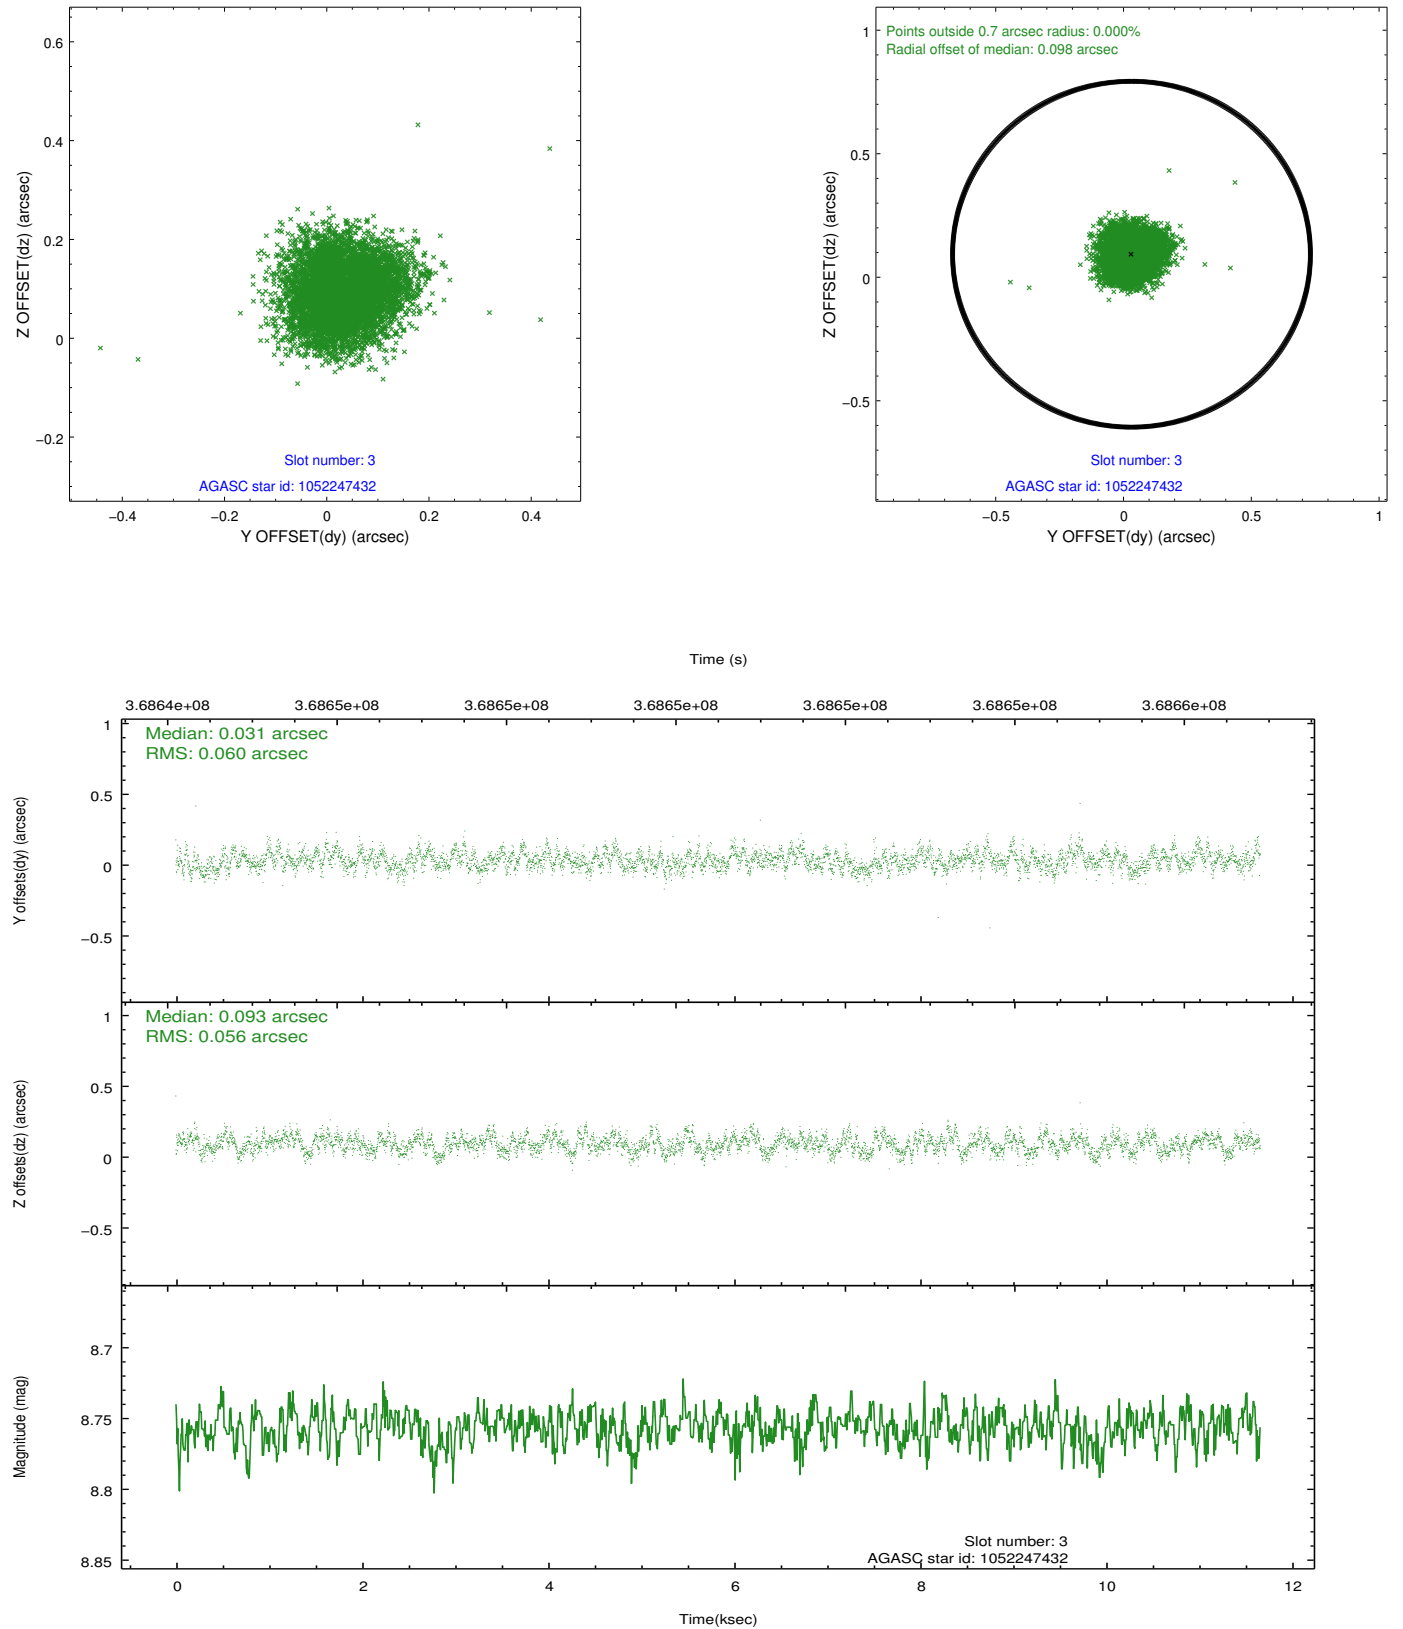 0.6
0.4
0.2
0
−0.2
Z OFFSET(dz) (arcsec)
Slot number: 3
AGASC star id: 1052247432
−0.4 −0.2 0 0.2 0.4
Y OFFSET(dy) (arcsec)
Points outside 0.7 arcsec radius: 0.000%
Radial offset of median: 0.098 arcsec
1
0.5
0
−0.5
Z OFFSET(dz) (arcsec)
Slot number: 3
AGASC star id: 1052247432
−0.5 0 0.5 1
Y OFFSET(dy) (arcsec)
Time (s)
3.6864e+08 3.6865e+08 3.6865e+08 3.6865e+08 3.6865e+08 3.6865e+08 3.6866e+08
Median: 0.031 arcsec
RMS: 0.060 arcsec
1
0.5
0
−0.5
Y offsets(dy) (arcsec)
Median: 0.093 arcsec
RMS: 0.056 arcsec
1
0.5
0
−0.5
Z offsets(dz) (arcsec)
8.7
8.75
8.8
8.85
Magnitude (mag)
Slot number: 3
AGASC star id: 1052247432
0 2 4 6 8 10 12
Time(ksec)